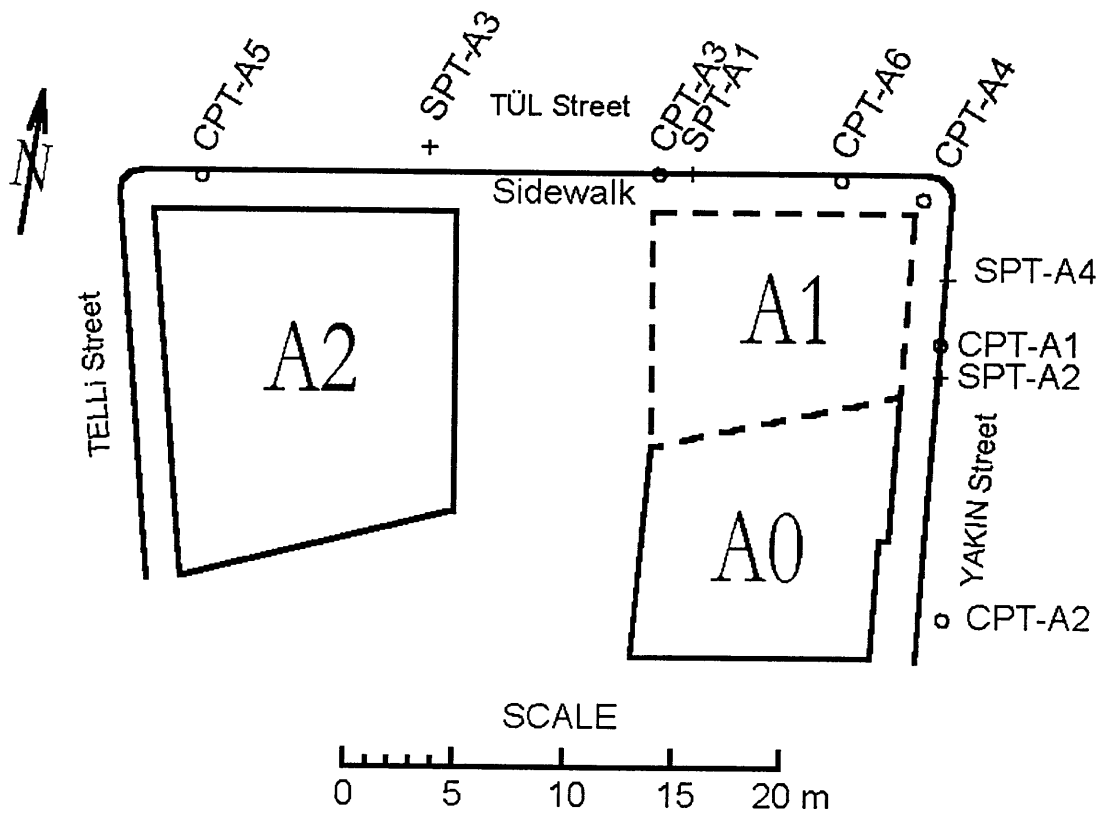 CPT-A5
SPT-A3
TÜL Street
CPT-A3
SPT-A1
CPT-A6
CPT-A4
N
Sidewalk
SPT-A4
A1
A2
TELLi Street
CPT-A1
SPT-A2
YAKIN Street
A0
CPT-A2
SCALE
0 5 10 15 20 m